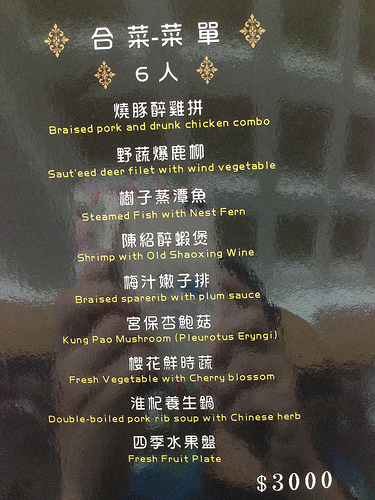 合菜-菜單
6人
燒豚醉雞拼
Braised pork and drunk chicken combo
野蔬爆鹿柳
Saut'eed deer filet with wind vegetable
樹子蒸潭魚
Steamed Fish with Nest Fern
陳紹醉蝦煲
Shrimp with Old Shaoxing Wine
梅汁嫩子排
Braised sparerib with plum sauce
宮保杏鮑菇
Kung Pao Mushroom (Pleurotus Eryngi)
櫻花鮮時蔬
Fresh Vegetable with Cherry blossom
淮杞養生鍋
Double-boiled pork rib soup with Chinese herb
四季水果盤
Fresh Fruit Plate
$3000